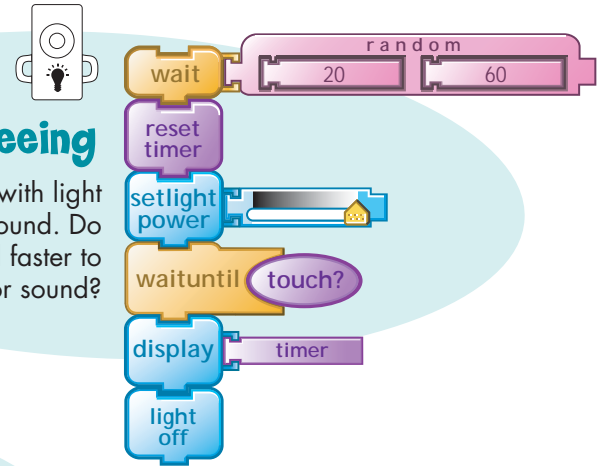 eeing
with light
ound. Do
faster to
or sound?
wait
random
20 60
reset
timer
setlight
power
waituntil touch?
display timer
light
off